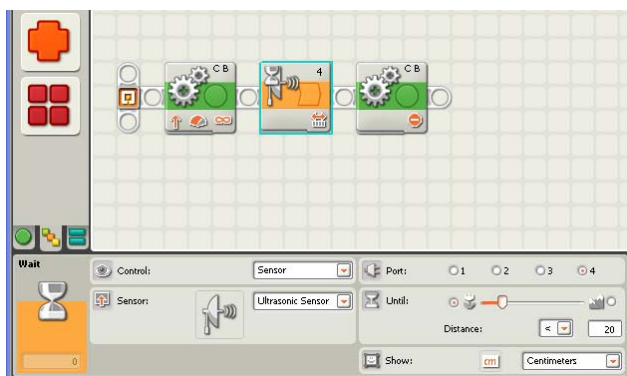 C B
4
C B
Wait
Control:
Sensor
Port:
1
2
3
4
Sensor:
Ultrasonic Sensor
Until:
Distance:
<
20
0
Show:
cm
Centimeters